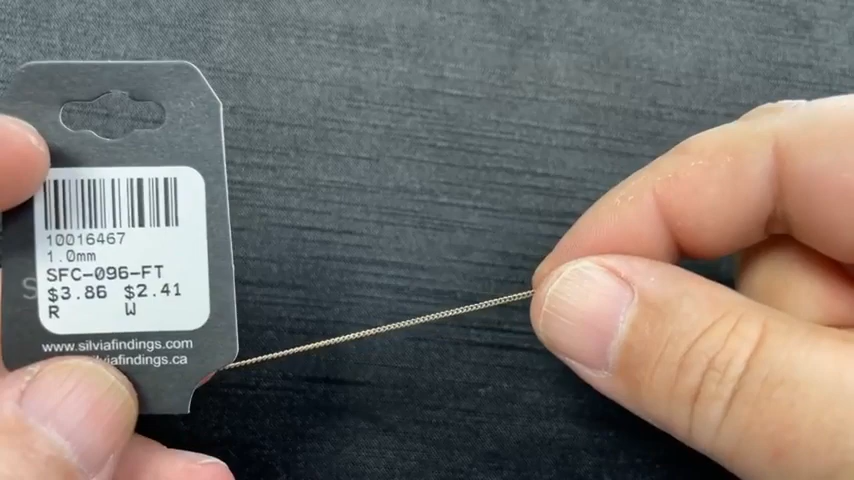 10016467
1.0mm
SFC-096-FT
$3.86 $2.41
R W
www.silviafindings.com
silviafindings.ca